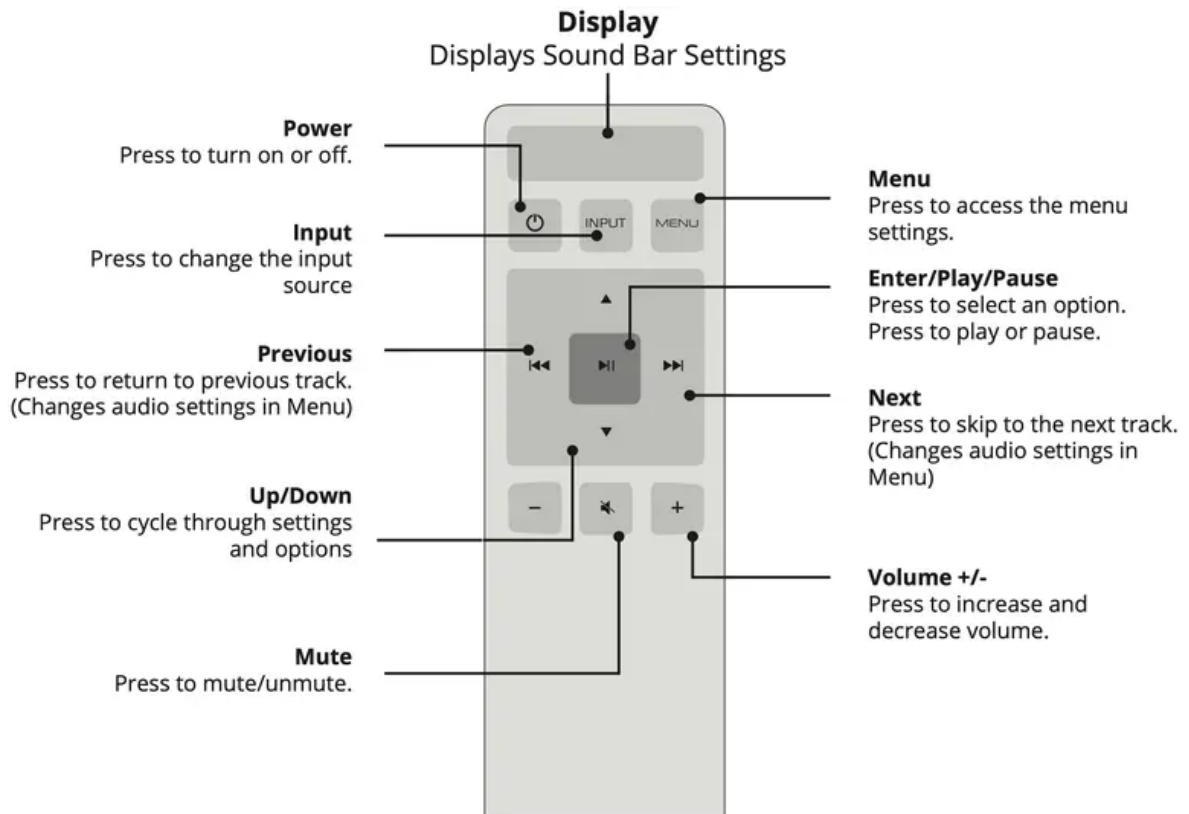 Display
Displays Sound Bar Settings
Power
Press to turn on or off.
Input
Press to change the input
source
Previous
Press to return to previous track.
(Changes audio settings in Menu)
Up/Down
Press to cycle through settings
and options
Mute
Press to mute/unmute.
INPUT
MENU
Menu
Press to access the menu
settings.
Enter/Play/Pause
Press to select an option.
Press to play or pause.
Next
Press to skip to the next track.
(Changes audio settings in
Menu)
Volume +/-
Press to increase and
decrease volume.